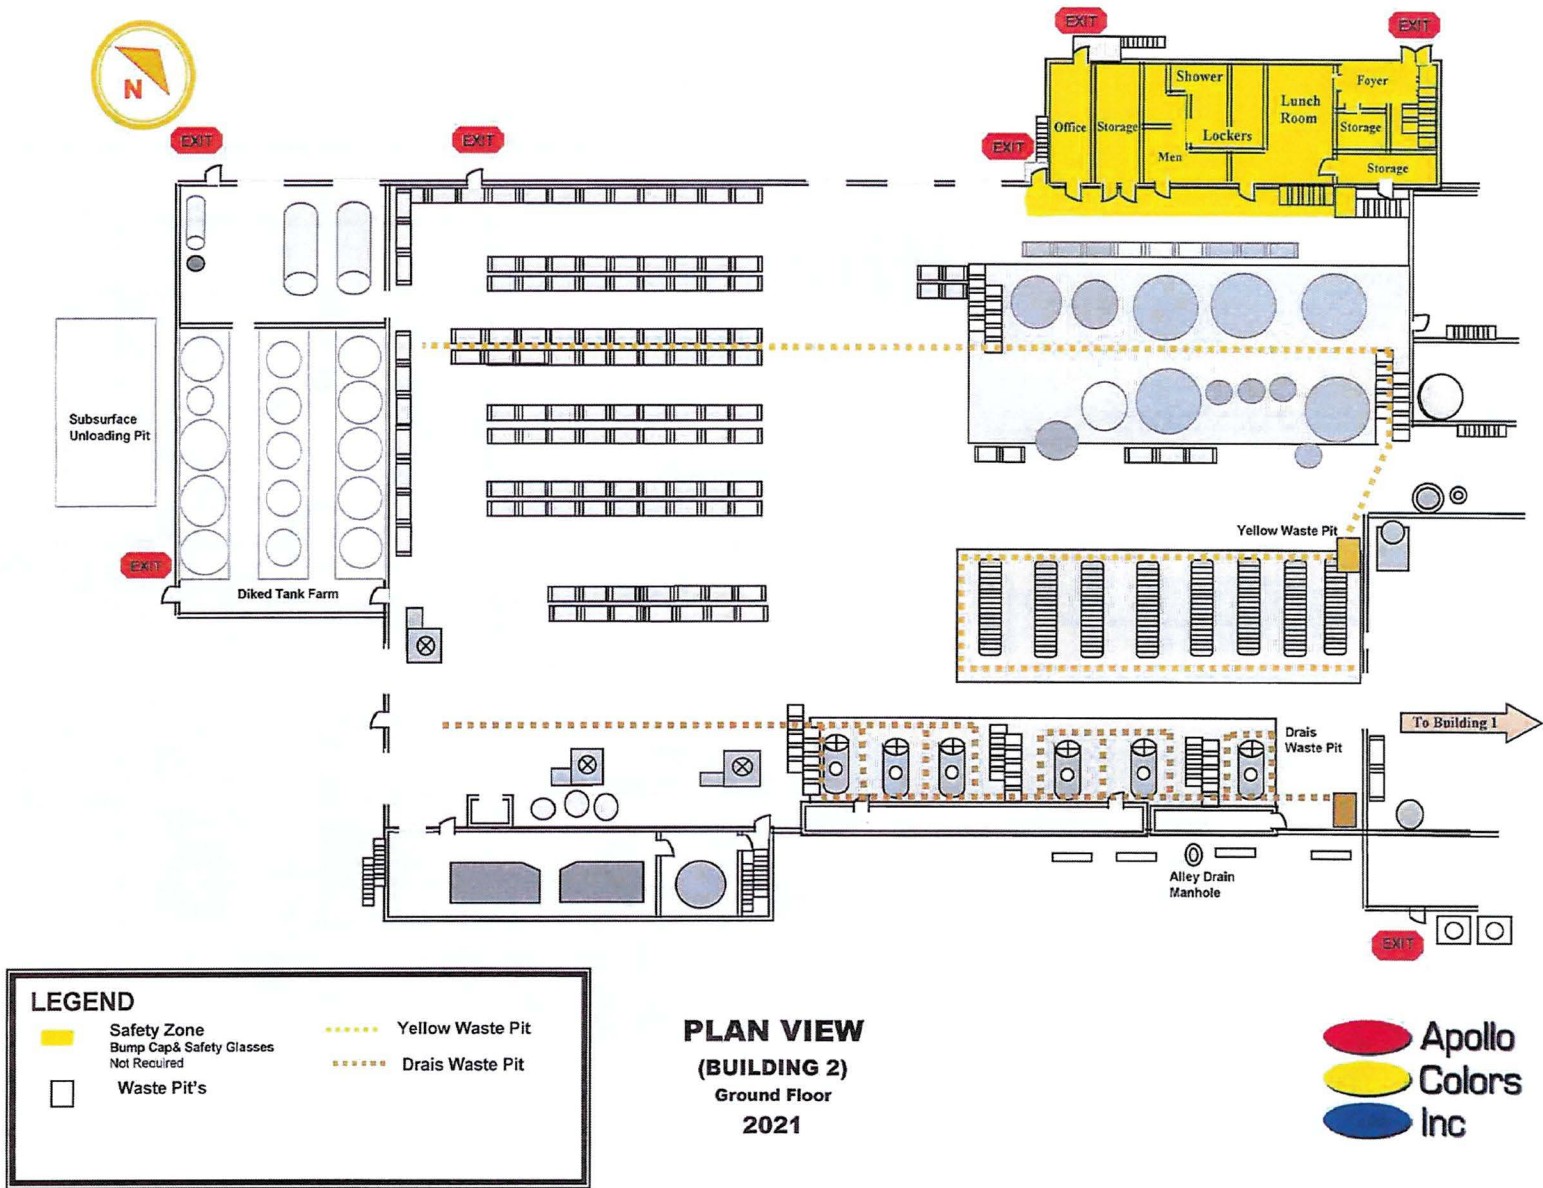 EXIT
EXIT
N
EXIT
EXIT
EXIT
Shower
Foyer
Lunch
Room
Office
Storage
Lockers
Storage
Men
Storage
Subsurface
Unloading Pit
Yellow Waste Pit
EXIT
Diked Tank Farm
To Building 1
Drais
Waste Pit
Alley Drain
Manhole
EXIT
LEGEND
Safety Zone
Bump Cap& Safety Glasses
Not Recuired
Waste Pit's
Yellow Waste Pit
Drais Waste Pit
PLAN VIEW
(BUILDING 2)
Ground Floor
2021
Apollo
Colors
Inc